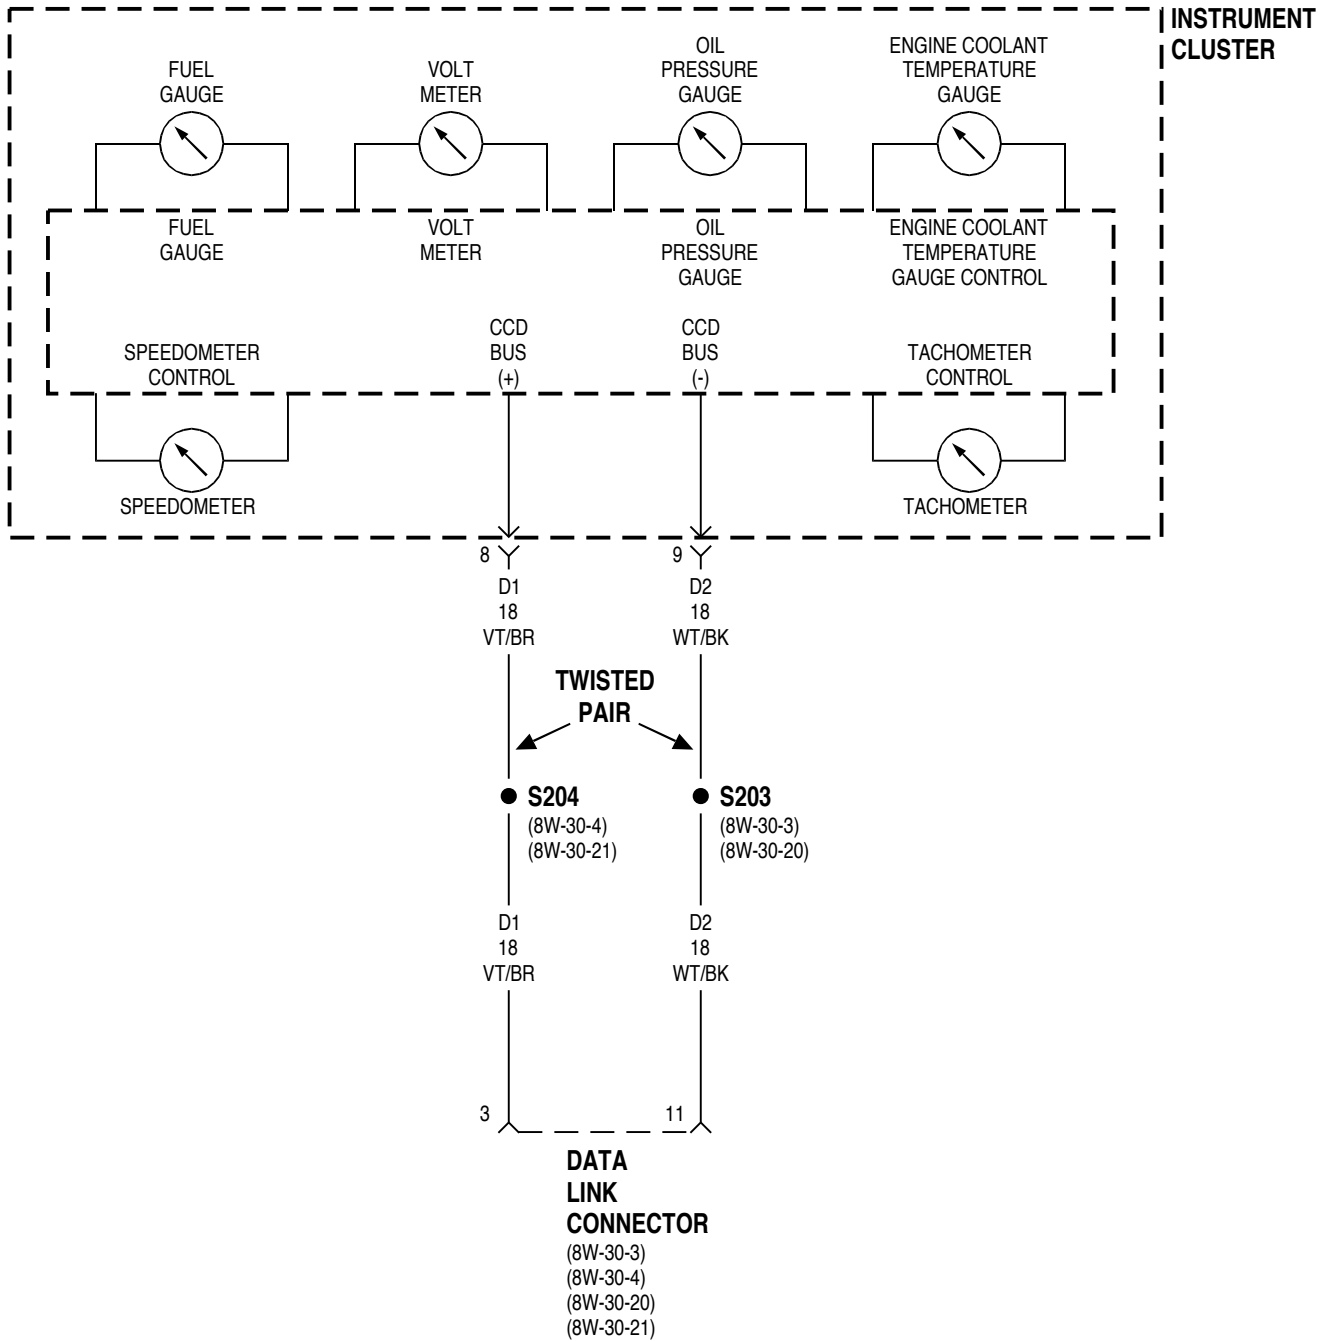 INSTRUMENT
CLUSTER
FUEL
GAUGE
VOLT
METER
OIL
PRESSURE
GAUGE
ENGINE COOLANT
TEMPERATURE
GAUGE
FUEL
GAUGE
VOLT
METER
OIL
PRESSURE
GAUGE
ENGINE COOLANT
TEMPERATURE
GAUGE CONTROL
SPEEDOMETER
CONTROL
CCD
BUS
(+)
CCD
BUS
(-)
TACHOMETER
CONTROL
SPEEDOMETER
TACHOMETER
8
D1
18
VT/BR
9
D2
18
WT/BK
TWISTED
PAIR
S204
(8W-30-4)
(8W-30-21)
S203
(8W-30-3)
(8W-30-20)
D1
18
VT/BR
D2
18
WT/BK
3
11
DATA
LINK
CONNECTOR
(8W-30-3)
(8W-30-4)
(8W-30-20)
(8W-30-21)